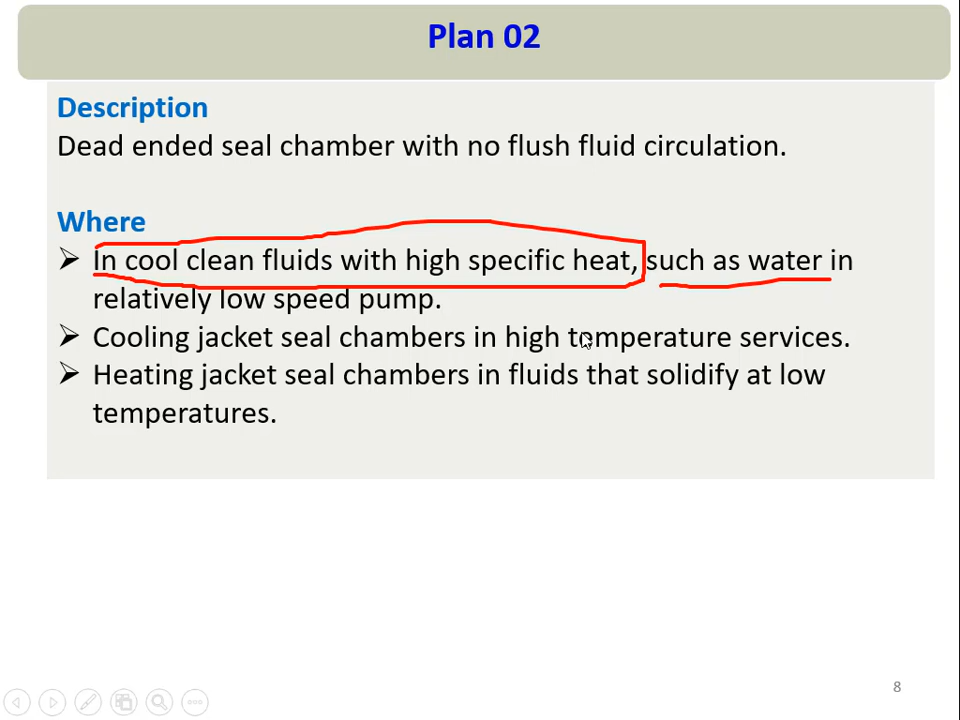 Plan 02
Description
Dead ended seal chamber with no flush fluid circulation.
Where
➢ In cool clean fluids with high specific heat, such as water in
relatively low speed pump.
➢ Cooling jacket seal chambers in high temperature services.
➢ Heating jacket seal chambers in fluids that solidify at low
temperatures.
8